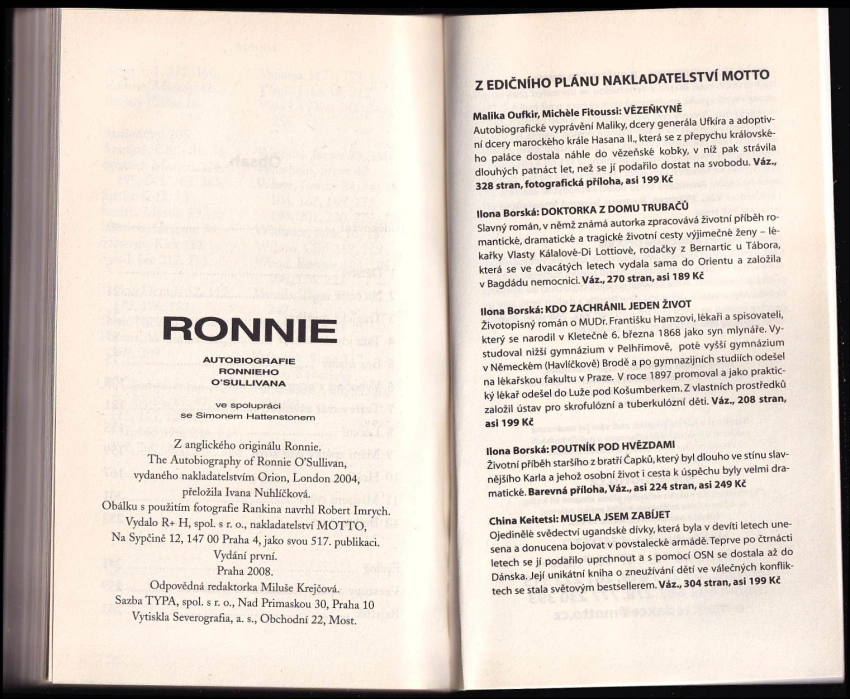 RONNIE
AUTOBIOGRAFIE
RONNIEHO
O'SULLIVANA
ve spolupráci
se Simonem Hattenstonem
Z anglického originálu Ronnie.
The Autobiography of Ronnie O'Sullivan,
vydaného nakladatelstvím Orion, London 2004,
přeložila Ivana Nuhlíčková.
Obálku s použitím fotografie Rankina navrhl Robert Imrych.
Vydalo R+ H, spol. s r. o., nakladatelství MOTTO,
Na Sypčině 12, 147 00 Praha 4, jako svou 517. publikaci.
Vydání první.
Praha 2008.
Odpovědná redaktorka Miluše Krejčová.
Sazba TYPA, spol. s r. o., Nad Primaskou 30, Praha 10
Vytiskla Severografia, a. s., Obchodní 22, Most.
Z EDIČNÍHO PLÁNU NAKLADATELSTVÍ MOTTO
Malika Oufkir, Michèle Fitoussi: VĚZEŇKYNĚ
Autobiografické vyprávění Maliky, dcery generála Ufkíra a adoptiv-
ní dcery marockého krále Hasana II., která se z přepychu královské-
ho paláce dostala náhle do vězeňské kobky, v níž pak strávila
dlouhých patnáct let, než se jí podařilo dostat na svobodu. Váz.,
328 stran, fotografická příloha, asi 199 Kč
Ilona Borská: DOKTORKA Z DOMU TRUBAČŮ
Slavný román, v němž známá autorka zpracovává životní příběh ro-
mantické, dramatické a tragické životní cesty výjimečné ženy – lé-
kařky Vlasty Kálalové-Di Lottiové, rodačky z Bernartic u Tábora,
která se ve dvacátých letech vydala sama do Orientu a založila
v Bagdádu nemocnici. Váz., 270 stran, asi 189 Kč
Ilona Borská: KDO ZACHRÁNIL JEDEN ŽIVOT
Životopisný román o MUDr. Františku Hamzovi, lékaři a spisovateli,
který se narodil v Kletečné 6. března 1868 jako syn mlynáře. Vy-
studoval nižší gymnázium v Pelhřimově, poté vyšší gymnázium
v Německém (Havlíčkově) Brodě a po gymnazijních studiích odešel
na lékařskou fakultu v Praze. V roce 1897 promoval a jako praktic-
ký lékař odešel do Luže pod Košumberkem. Z vlastních prostředků
založil ústav pro skrofulózní a tuberkulózní děti. Váz., 208 stran,
asi 199 Kč
Ilona Borská: POUTNÍK POD HVĚZDAMI
Životní příběh staršího z bratří Čapků, který byl dlouho ve stínu slav-
nějšího Karla a jehož osobní život i cesta k úspěchu byly velmi dra-
matické. Barevná příloha, Váz., asi 224 stran, asi 249 Kč
China Keitetsi: MUSELA JSEM ZABÍJET
Ojedinělé svědectví ugandské dívky, která byla v devíti letech une-
sena a donucena bojovat v povstalecké armádě. Teprve po čtrnácti
letech se jí podařilo uprchnout a s pomocí OSN se dostala až do
Dánska. Její unikátní kniha o zneužívání dětí ve válečných konflik-
tech se stala světovým bestsellerem. Váz., 304 stran, asi 199 Kč